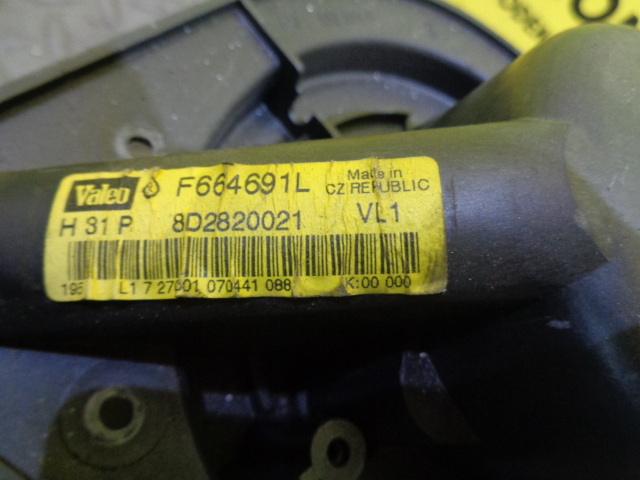 Valeo F664691L Made in
CZ REPUBLIC
H 31 P 8D2820021 VL1
L1 7 27001 070441 088 K:00 000